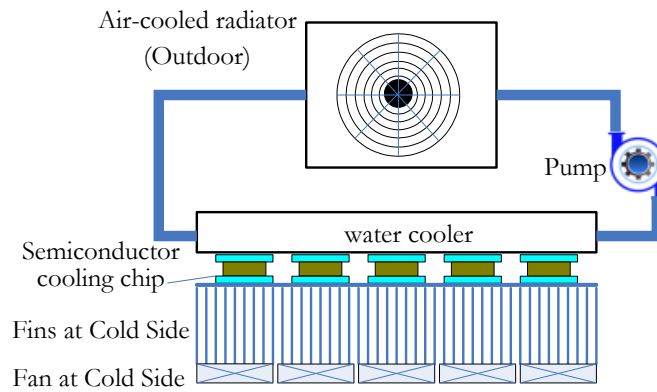 Air-cooled radiator
(Outdoor)
Pump
water cooler
Semiconductor
cooling chip
Fins at Cold Side
Fan at Cold Side